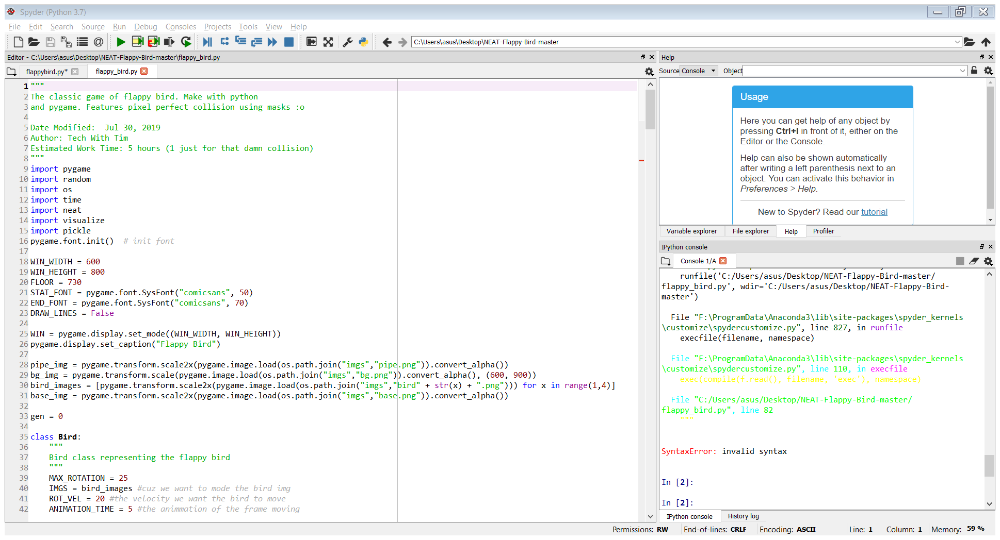 Spyder (Python 3.7)
File Edit Search Source Run Debug Consoles Projects Tools View Help
C:\Users\asus\Desktop\NEAT-Flappy-Bird-master
Editor - C:\Users\asus\Desktop\NEAT-Flappy-Bird-master\flappy_bird.py
flappybird.py* flappy_bird.py
1 """
2 The classic game of flappy bird. Make with python
3 and pygame. Features pixel perfect collision using masks :o
4
5 Date Modified:  Jul 30, 2019
6 Author: Tech With Tim
7 Estimated Work Time: 5 hours (1 just for that damn collision)
8 """
9 import pygame
10 import random
11 import os
12 import time
13 import neat
14 import visualize
15 import pickle
16 pygame.font.init()  # init font
17
18 WIN_WIDTH = 600
19 WIN_HEIGHT = 800
20 FLOOR = 730
21 STAT_FONT = pygame.font.SysFont("comicsans", 50)
22 END_FONT = pygame.font.SysFont("comicsans", 70)
23 DRAW_LINES = False
24
25 WIN = pygame.display.set_mode((WIN_WIDTH, WIN_HEIGHT))
26 pygame.display.set_caption("Flappy Bird")
27
28 pipe_img = pygame.transform.scale2x(pygame.image.load(os.path.join("imgs","pipe.png")).convert_alpha())
29 bg_img = pygame.transform.scale(pygame.image.load(os.path.join("imgs","bg.png")).convert_alpha(), (600, 900))
30 bird_images = [pygame.transform.scale2x(pygame.image.load(os.path.join("imgs","bird" + str(x) + ".png"))) for x in range(1,4)]
31 base_img = pygame.transform.scale2x(pygame.image.load(os.path.join("imgs","base.png")).convert_alpha())
32
33 gen = 0
34
35 class Bird:
36     """
37     Bird class representing the flappy bird
38     """
39     MAX_ROTATION = 25
40     IMGS = bird_images #cuz we want to mode the bird img
41     ROT_VEL = 20 #the velocity we want the bird to move
42     ANIMATION_TIME = 5 #the animmation of the frame moving
Help
Source Console Object
Usage
Here you can get help of any object by
pressing Ctrl+I in front of it, either on the
Editor or the Console.
Help can also be shown automatically
after writing a left parenthesis next to an
object. You can activate this behavior in
Preferences > Help.
New to Spyder? Read our tutorial
Variable explorer File explorer Help Profiler
IPython console
Console 1/A
runfile('C:/Users/asus/Desktop/NEAT-Flappy-Bird-master/
flappy_bird.py', wdir='C:/Users/asus/Desktop/NEAT-Flappy-Bird-
master')
File "F:\ProgramData\Anaconda3\lib\site-packages\spyder_kernels
\customize\spydercustomize.py", line 827, in runfile
execfile(filename, namespace)
File "F:\ProgramData\Anaconda3\lib\site-packages\spyder_kernels
\customize\spydercustomize.py", line 110, in execfile
exec(compile(f.read(), filename, 'exec'), namespace)
File "C:/Users/asus/Desktop/NEAT-Flappy-Bird-master/
flappy_bird.py", line 82
"""
SyntaxError: invalid syntax
In [2]:
In [2]:
IPython console History log
Permissions: RW End-of-lines: CRLF Encoding: ASCII Line: 1 Column: 1 Memory: 59 %